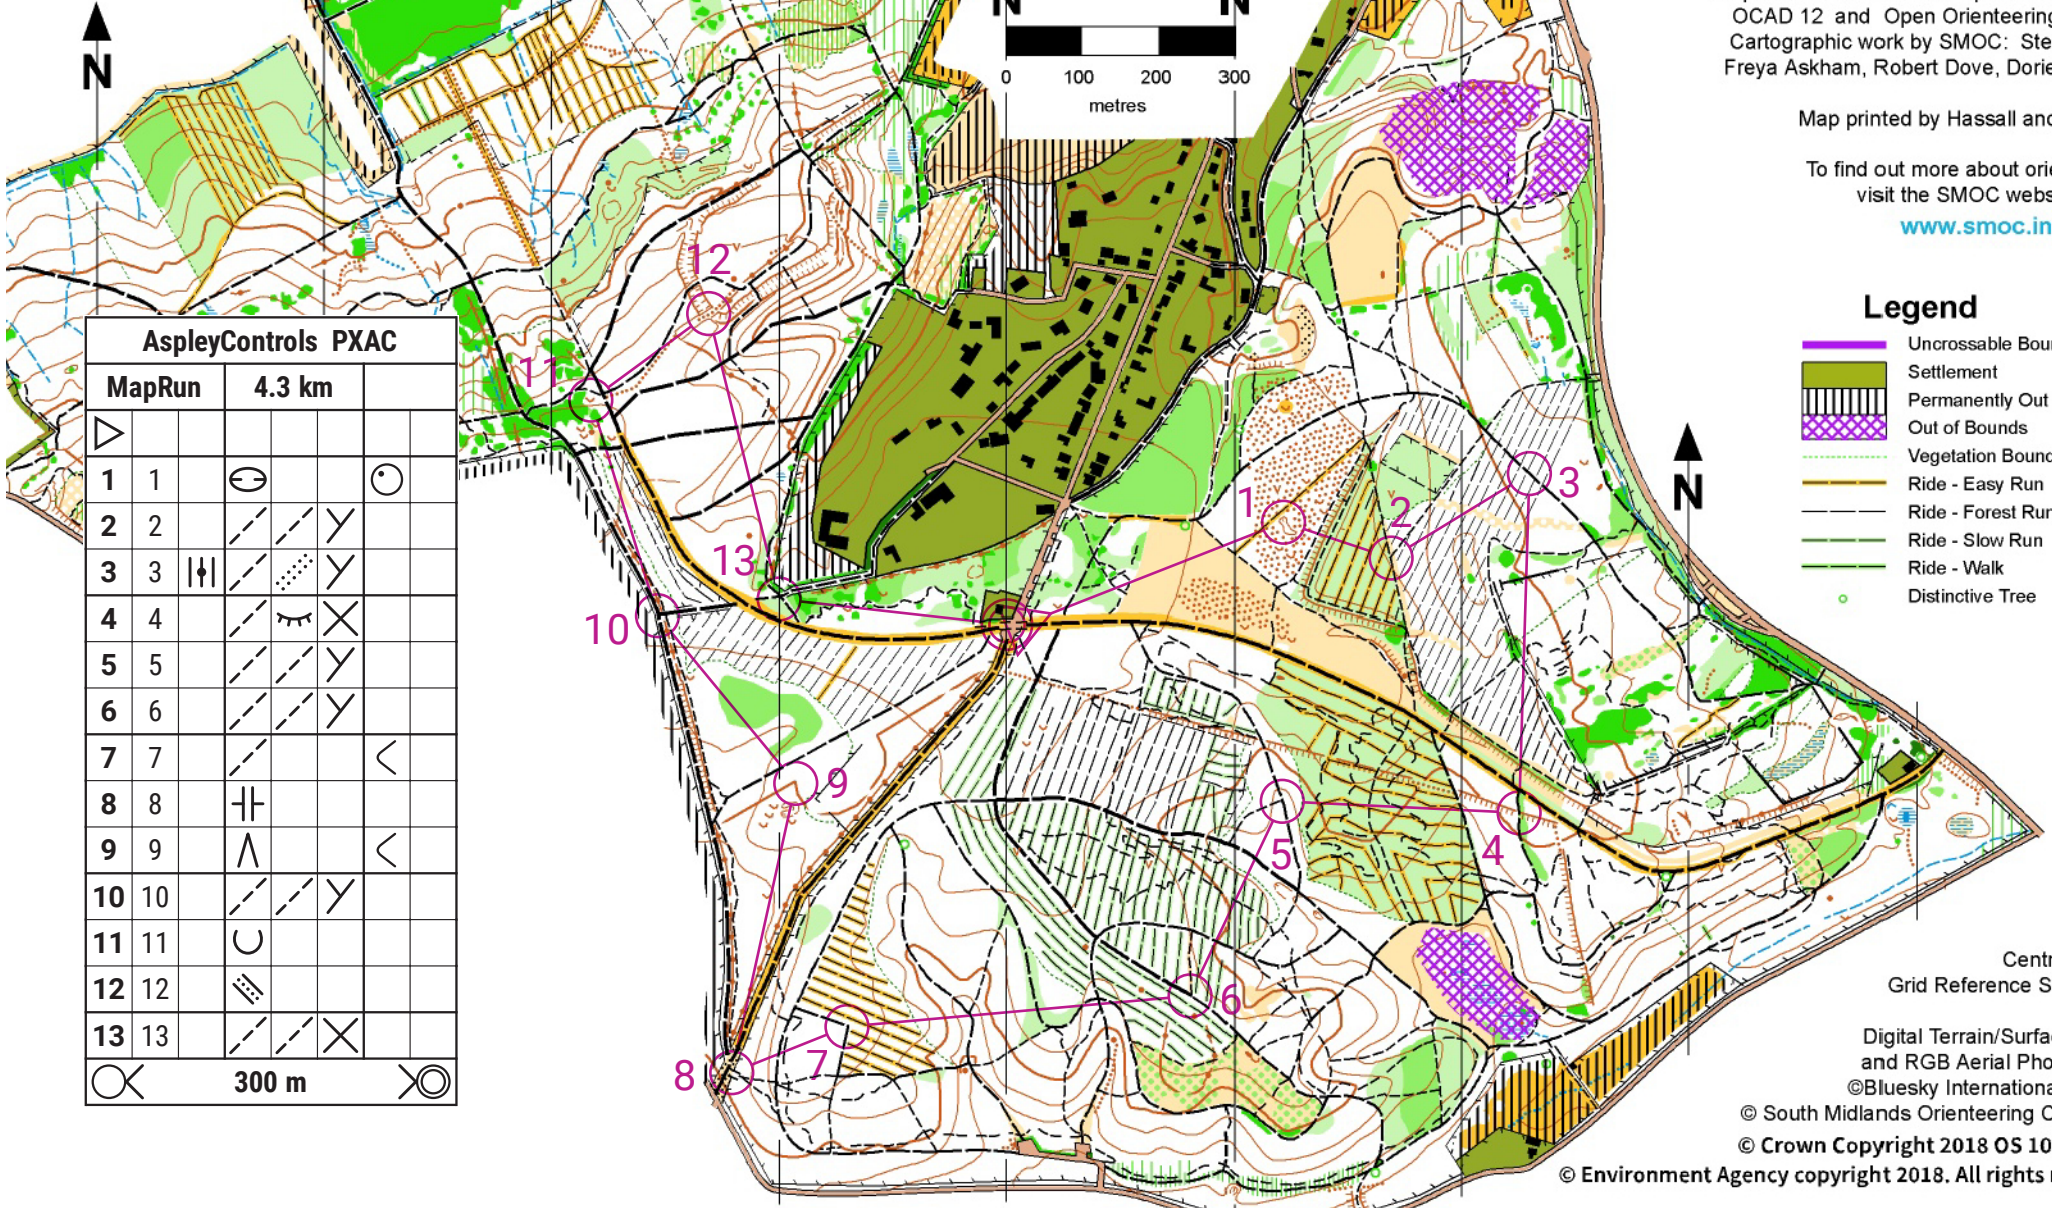 N
N
N
0 100 200 300
metres
OCAD 12 and Open Orienteering
Cartographic work by SMOC: Ste
Freya Askham, Robert Dove, Dorie
Map printed by Hassall and
To find out more about orie
visit the SMOC webs
www.smoc.in
Legend
Uncrossable Bour
Settlement
Permanently Out
Out of Bounds
Vegetation Bound
Ride - Easy Run
Ride - Forest Run
Ride - Slow Run
Ride - Walk
Distinctive Tree
N
AspleyControls PXAC
MapRun 4.3 km
1 1
2 2
3 3
4 4
5 5
6 6
7 7
8 8
9 9
10 10
11 11
12 12
13 13
300 m
12
11
1
2
3
13
10
9
5
4
6
7
8
Centr
Grid Reference S
Digital Terrain/Surfac
and RGB Aerial Pho
©Bluesky Internationa
© South Midlands Orienteering C
© Crown Copyright 2018 OS 10
© Environment Agency copyright 2018. All rights r